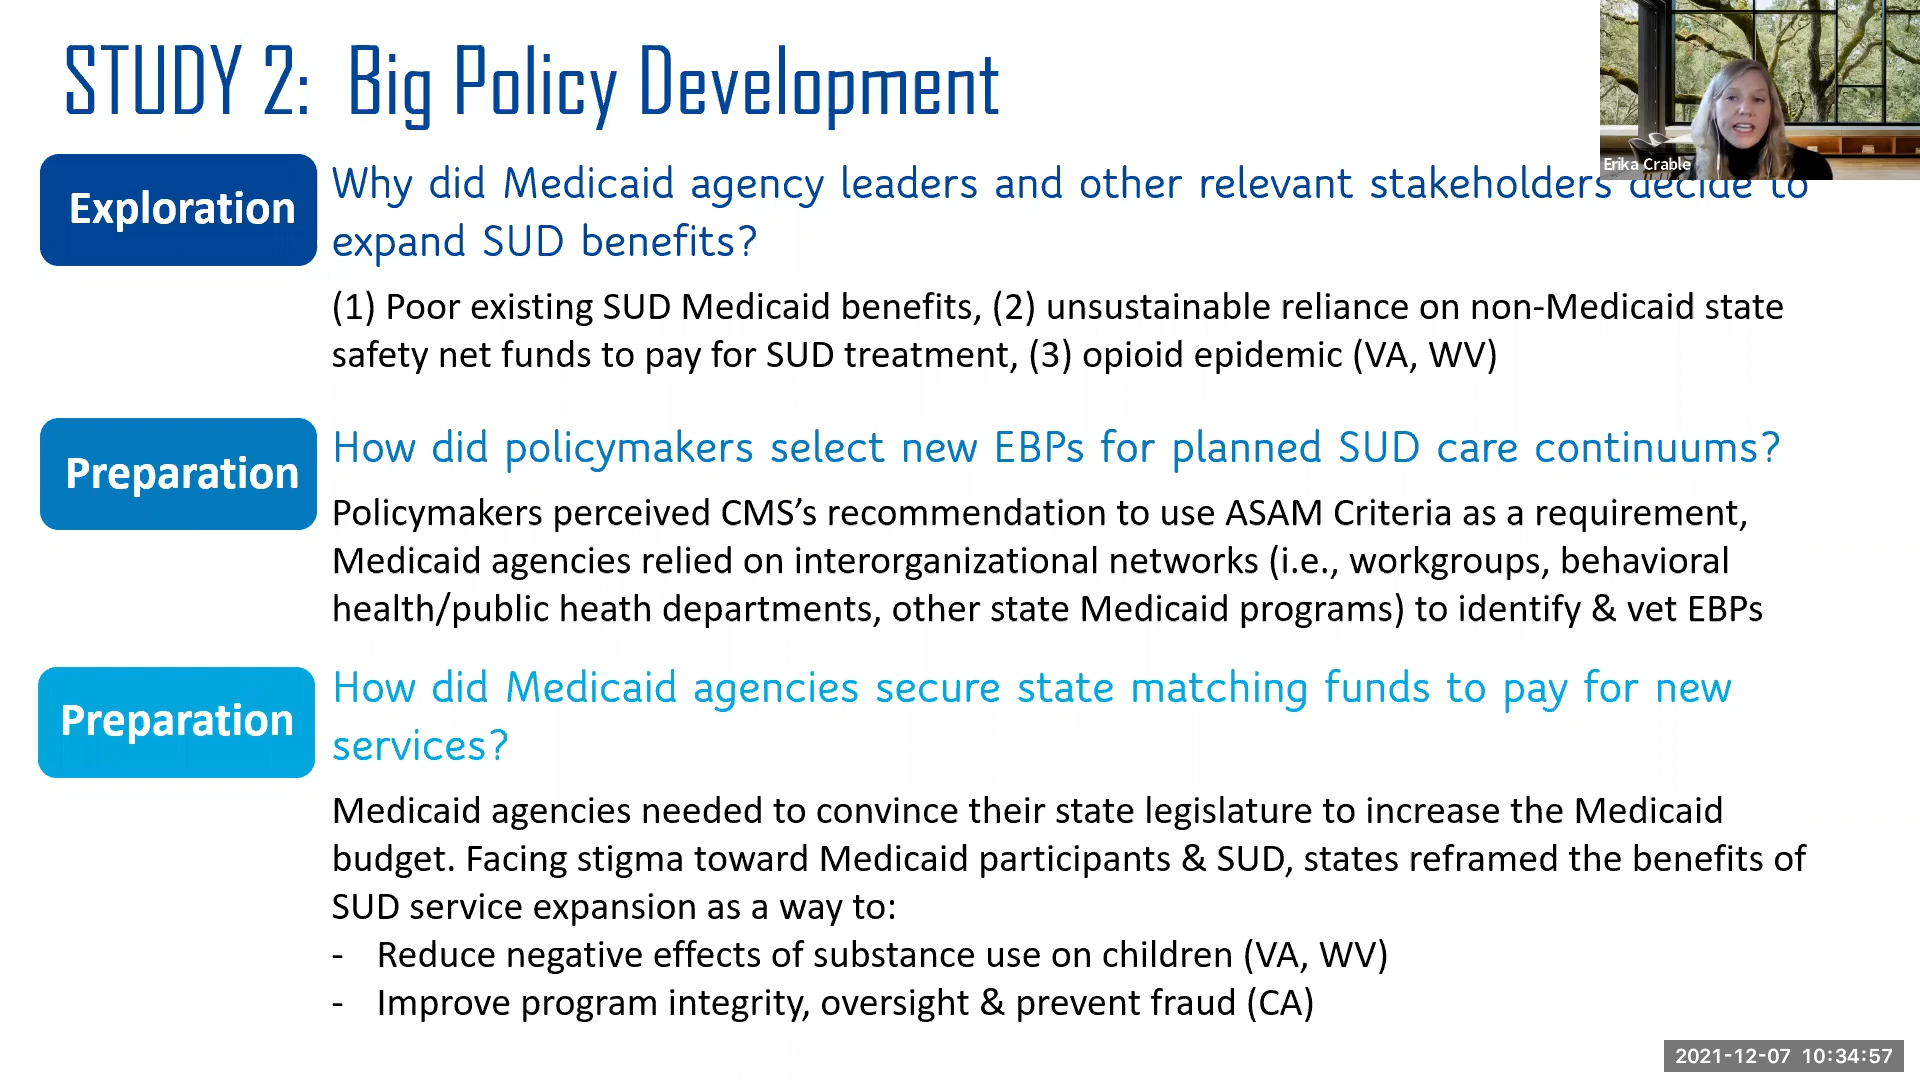 STUDY 2: Big Policy Development
Erika Crable
Exploration
Why did Medicaid agency leaders and other relevant stakeholders decide to
expand SUD benefits?
(1) Poor existing SUD Medicaid benefits, (2) unsustainable reliance on non-Medicaid state
safety net funds to pay for SUD treatment, (3) opioid epidemic (VA, WV)
Preparation
How did policymakers select new EBPs for planned SUD care continuums?
Policymakers perceived CMS’s recommendation to use ASAM Criteria as a requirement,
Medicaid agencies relied on interorganizational networks (i.e., workgroups, behavioral
health/public heath departments, other state Medicaid programs) to identify & vet EBPs
Preparation
How did Medicaid agencies secure state matching funds to pay for new
services?
Medicaid agencies needed to convince their state legislature to increase the Medicaid
budget. Facing stigma toward Medicaid participants & SUD, states reframed the benefits of
SUD service expansion as a way to:
- Reduce negative effects of substance use on children (VA, WV)
- Improve program integrity, oversight & prevent fraud (CA)
2021-12-07 10:34:57